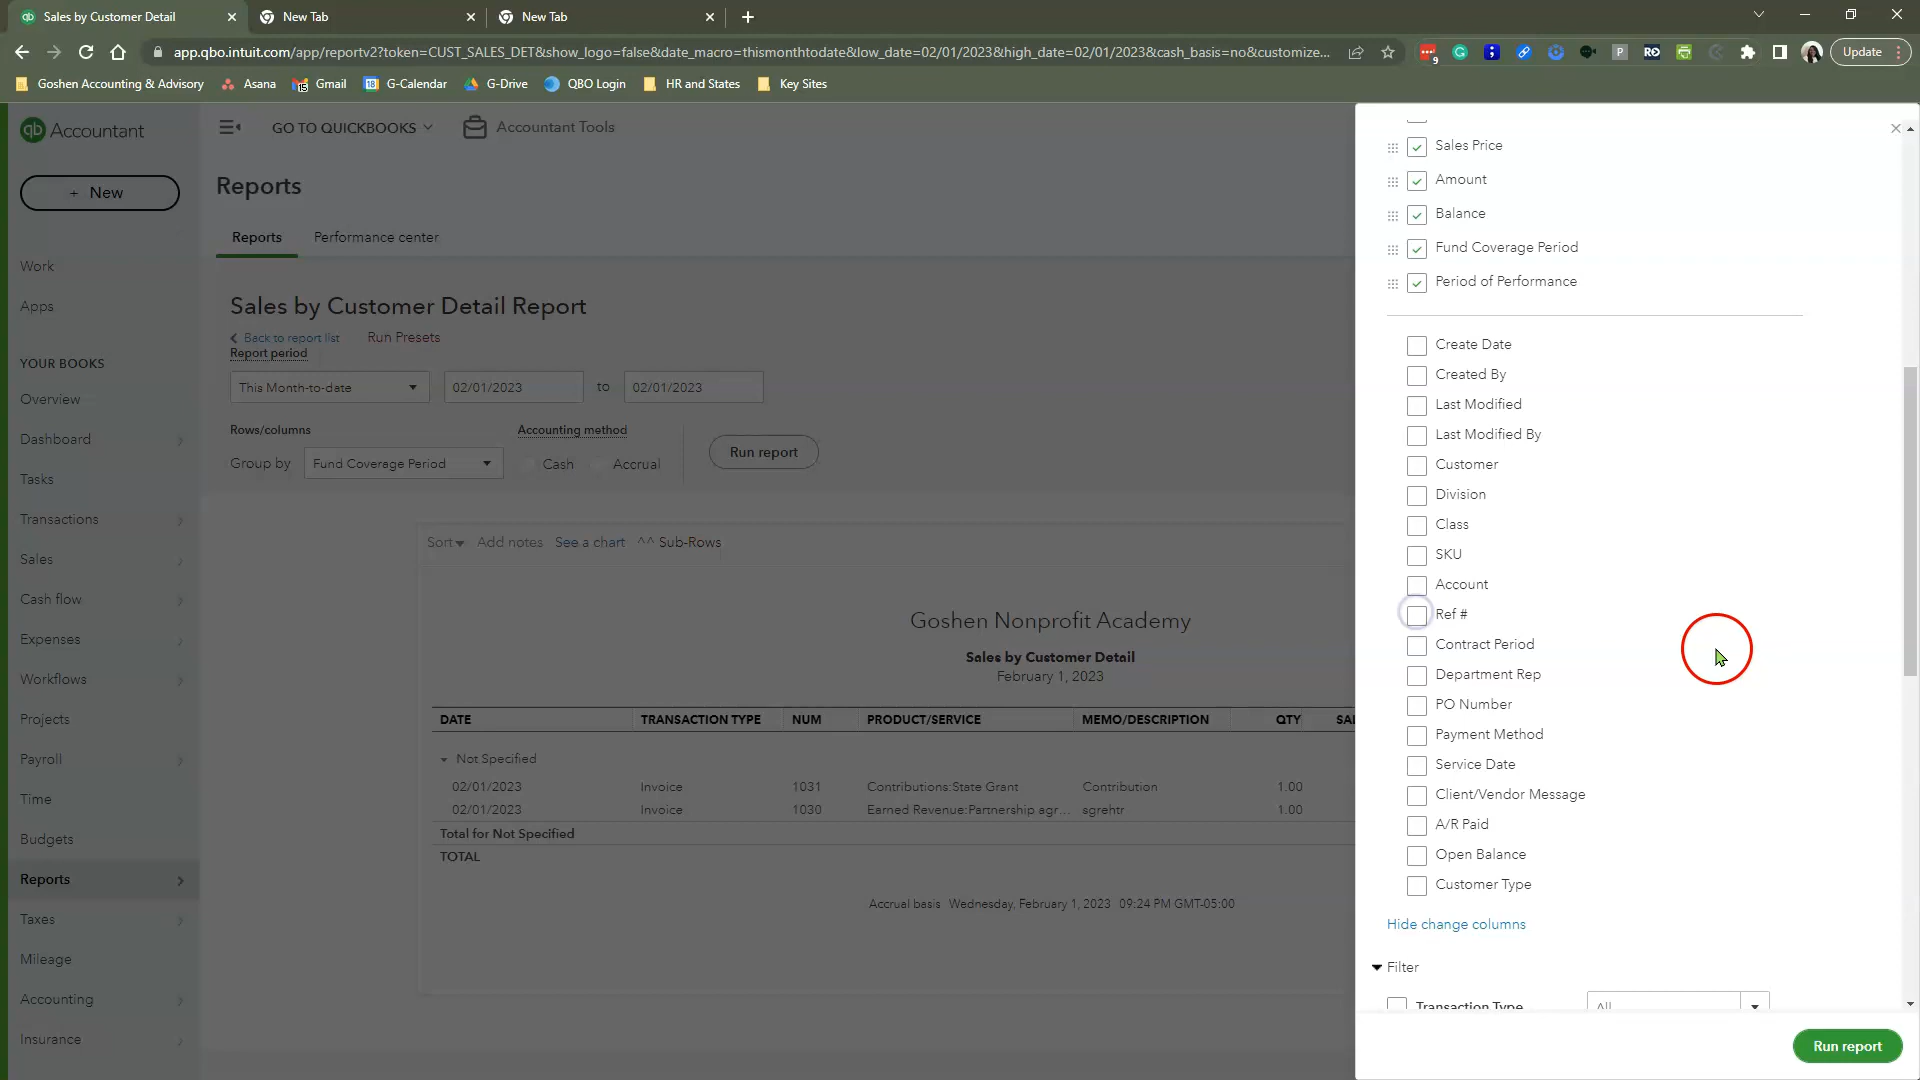 Sales by Customer Detail
New Tab
New Tab
app.qbo.intuit.com/app/reportv2?token=CUST_SALES_DET&show_logo=false&date_macro=thismonthtodate&low_date=02/01/2023&high_date=02/01/2023&cash_basis=no&customize...
Update
Goshen Accounting & Advisory
Asana
Gmail
G-Calendar
G-Drive
QBO Login
HR and States
Key Sites
Accountant
GO TO QUICKBOOKS
Accountant Tools
+ New
Work
Apps
YOUR BOOKS
Overview
Dashboard
Tasks
Transactions
Sales
Cash flow
Expenses
Workflows
Projects
Payroll
Time
Budgets
Reports
Taxes
Mileage
Accounting
Insurance
Reports
Reports
Performance center
Sales by Customer Detail Report
Back to report list
Run Presets
Report period
This Month-to-date
02/01/2023
to
02/01/2023
Rows/columns
Accounting method
Group by
Fund Coverage Period
Cash
Accrual
Run report
Sort
Add notes
See a chart
^^ Sub-Rows
Goshen Nonprofit Academy
Sales by Customer Detail
February 1, 2023
DATE TRANSACTION TYPE NUM PRODUCT/SERVICE MEMO/DESCRIPTION QTY SA
Not Specified
02/01/2023 Invoice 1031 Contributions:State Grant Contribution 1.00
02/01/2023 Invoice 1030 Earned Revenue:Partnership agr... sgrehtr 1.00
Total for Not Specified
TOTAL
Accrual basis Wednesday, February 1, 2023 09:24 PM GMT-05:00
Sales Price
Amount
Balance
Fund Coverage Period
Period of Performance
Create Date
Created By
Last Modified
Last Modified By
Customer
Division
Class
SKU
Account
Ref #
Contract Period
Department Rep
PO Number
Payment Method
Service Date
Client/Vendor Message
A/R Paid
Open Balance
Customer Type
Hide change columns
Filter
Transaction Type
All
Run report